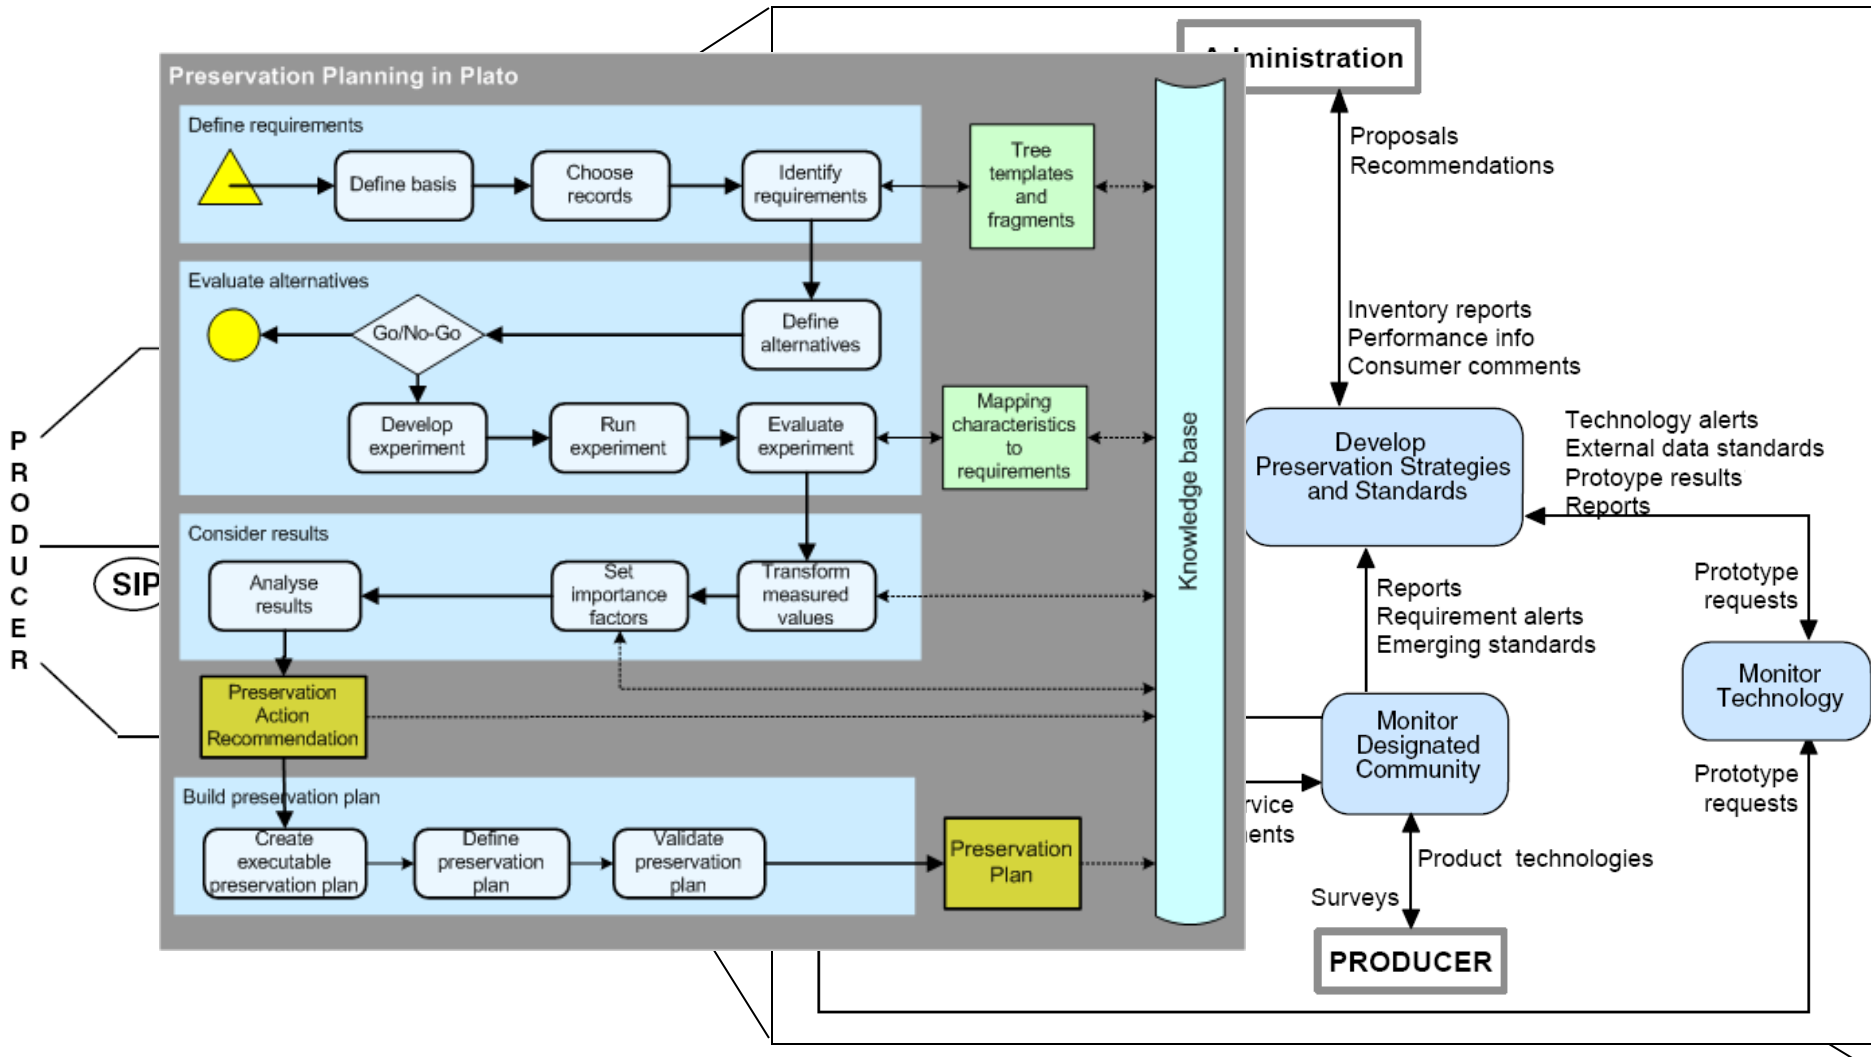 Preservation Planning in Plato
Define requirements
Define basis
Choose
records
Identify
requirements
Tree
templates
and
fragments
Evaluate alternatives
Go/No-Go
Define
alternatives
Develop
experiment
Run
experiment
Evaluate
experiment
Mapping
characteristics
to
requirements
Consider results
Analyse
results
Set
importance
factors
Transform
measured
values
Preservation
Action
Recommendation
Build preservation plan
Create
executable
preservation plan
Define
preservation
plan
Validate
preservation
plan
Preservation
Plan
Knowledge base
PRODUCER
SIP
Administration
Proposals
Recommendations
Inventory reports
Performance info
Consumer comments
Develop
Preservation Strategies
and Standards
Technology alerts
External data standards
Protoype results
Reports
Prototype
requests
Reports
Requirement alerts
Emerging standards
Monitor
Technology
Monitor
Designated
Community
Prototype
requests
Product technologies
Surveys
PRODUCER